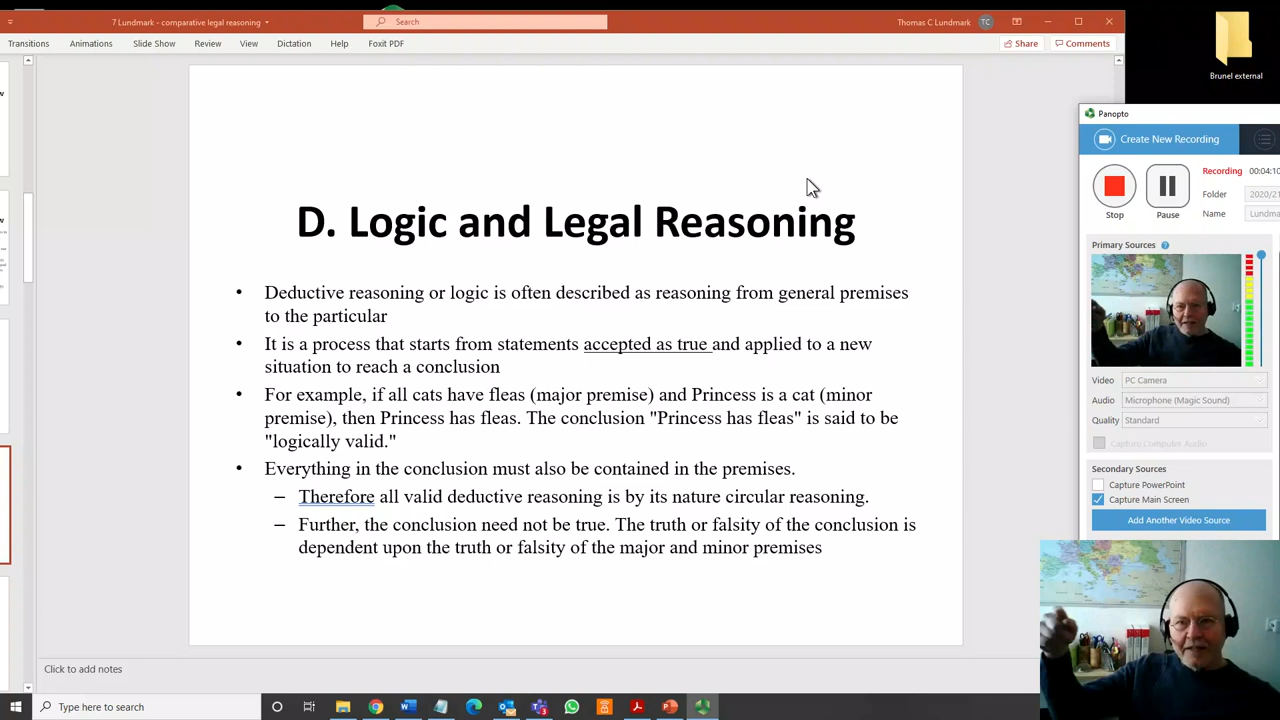 7 Lundmark - comparative legal reasoning
Search
Thomas C Lundmark
TC
Transitions
Animations
Slide Show
Review
View
Dictation
Help
Foxit PDF
Share
Comments
Brunel external
D. Logic and Legal Reasoning
• Deductive reasoning or logic is often described as reasoning from general premises
to the particular
• It is a process that starts from statements accepted as true and applied to a new
situation to reach a conclusion
• For example, if all cats have fleas (major premise) and Princess is a cat (minor
premise), then Princess has fleas. The conclusion "Princess has fleas" is said to be
"logically valid."
• Everything in the conclusion must also be contained in the premises.
– Therefore all valid deductive reasoning is by its nature circular reasoning.
– Further, the conclusion need not be true. The truth or falsity of the conclusion is
dependent upon the truth or falsity of the major and minor premises
Panopto
Create New Recording
Recording 00:04:10
Stop
Pause
Folder 2020/21
Name Lundma
Primary Sources
Video PC Camera
Audio Microphone (Magic Sound)
Quality Standard
Capture Computer Audio
Secondary Sources
Capture PowerPoint
Capture Main Screen
Add Another Video Source
Click to add notes
Type here to search